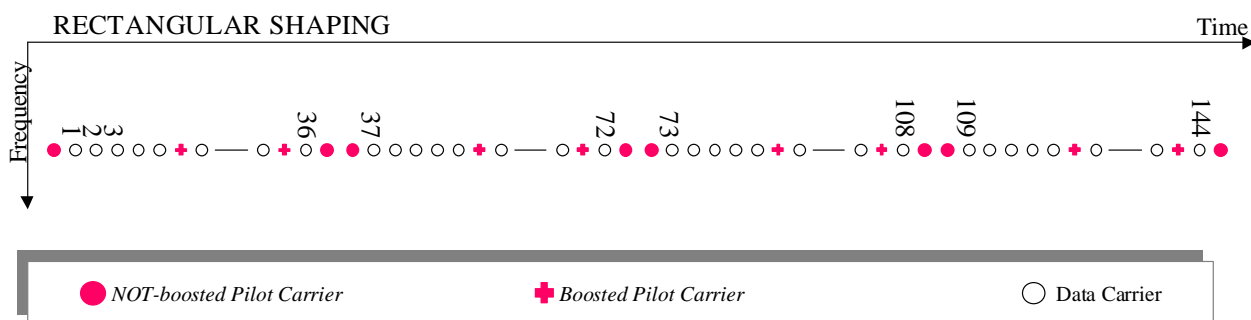 RECTANGULAR SHAPING
Time
Frequency
1 2 3 36 37 72 73 108 109 144
NOT-boosted Pilot Carrier Boosted Pilot Carrier Data Carrier